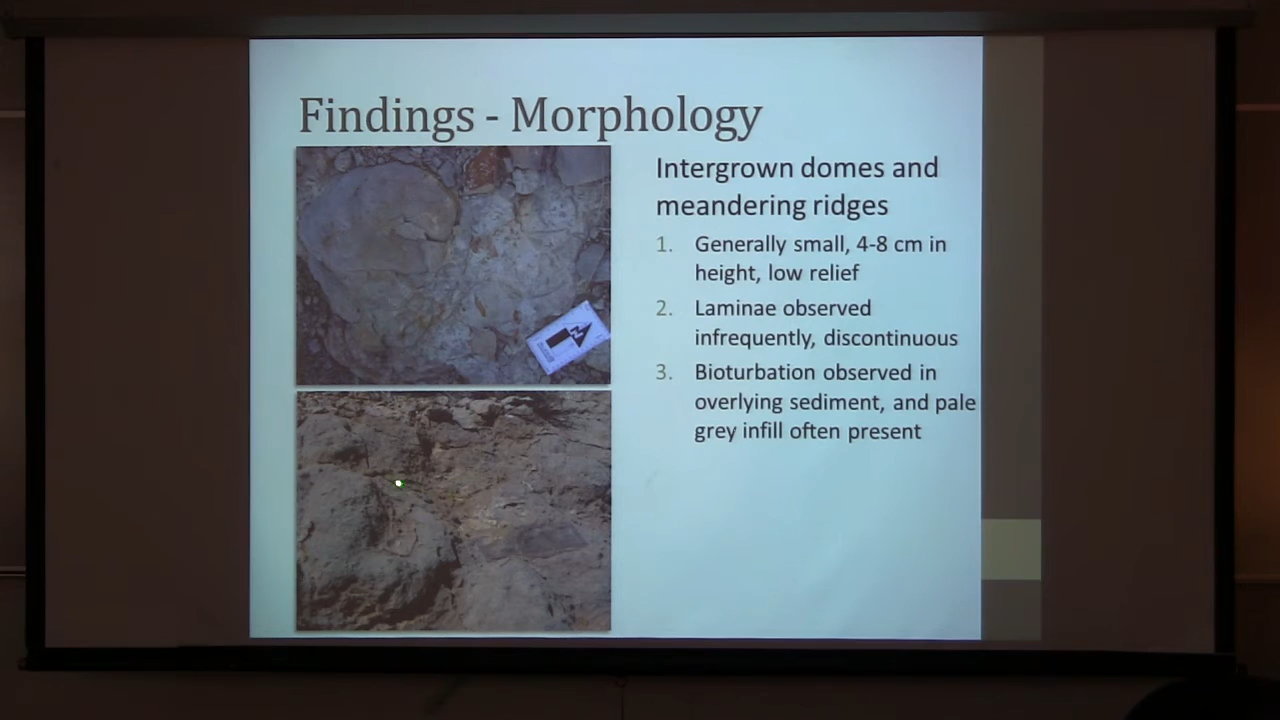 Findings - Morphology
Intergrown domes and
meandering ridges
1. Generally small, 4-8 cm in
height, low relief
2. Laminae observed
infrequently, discontinuous
3. Bioturbation observed in
overlying sediment, and pale
grey infill often present
N